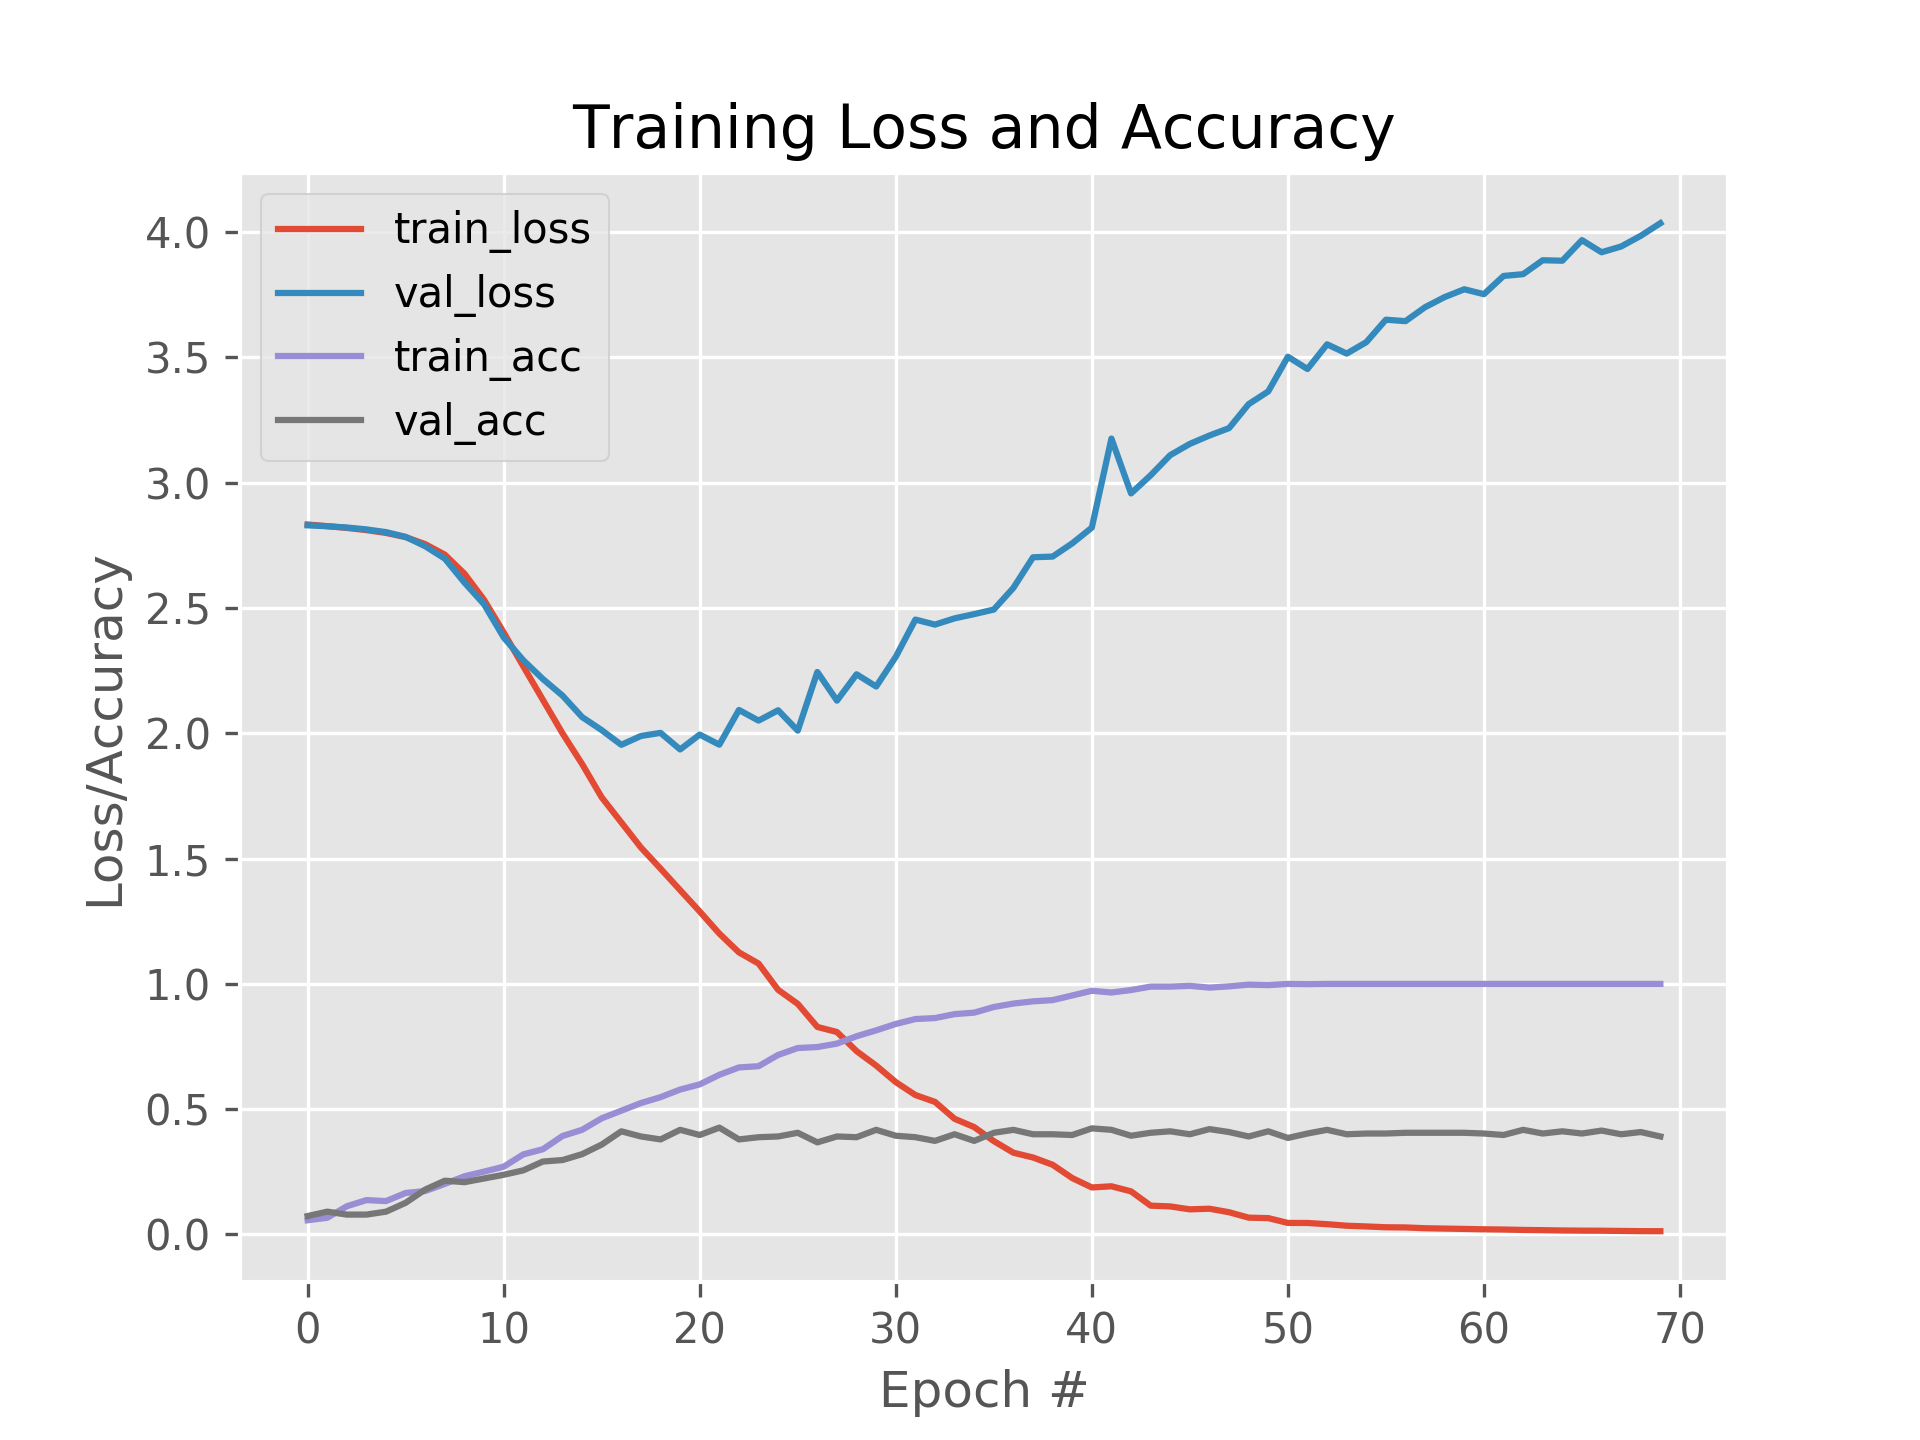 Training Loss and Accuracy
train_loss
val_loss
train_acc
val_acc
4.0
3.5
3.0
2.5
2.0
1.5
1.0
0.5
0.0
Loss/Accuracy
0 10 20 30 40 50 60 70
Epoch #